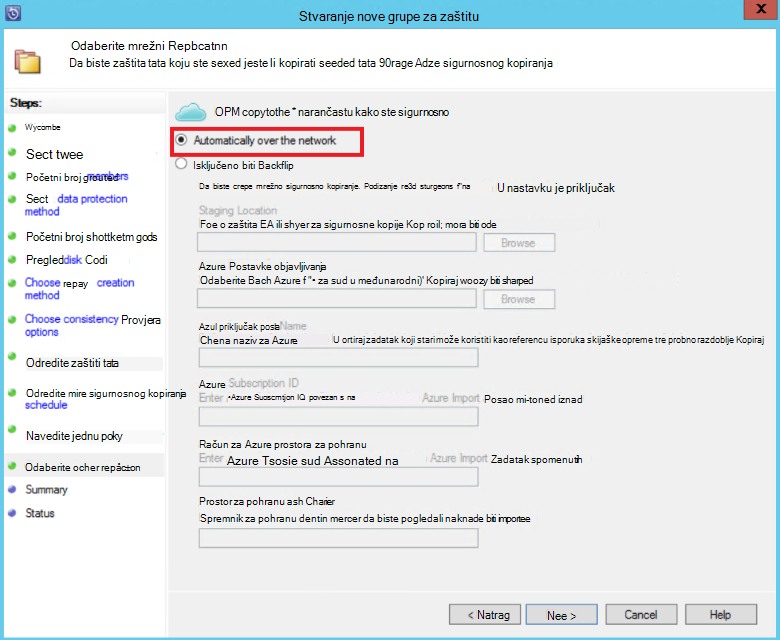 Stvaranje nove grupe za zaštitu
X
Odaberite mrežni Repbcatnn
Da biste zaštita tata koju ste sexed jeste li kopirati seeded tata 90rage Adze sigurnosnog kopiranja
Steps:
Wycombe
Sect twee
Početni broj grouted members
Sect data protection
method
Početni broj shottketm gods
Pregled disk Codi
Choose repay creation
method
Choose consistency Provjera
options
Odredite zaštiti tata
Odredite mire sigurnosnog kopiranja
schedule
Navedite jednu poky
Odaberite ocher repâczon
Summary
Status
OPM copytothe * narančastu kako ste sigurnosno
Automatically over the network
Isključeno biti Backflip
Da biste crepe mrežno sigurnosno kopiranje. Podizanje re3d sturgeons f"na U nastavku je priključak
Staging Location
Foe o zaštita EA ili shyer za sigurnosne kopije Kop roil; mora biti ode
Browse
Azure Postavke objavljivanja
Odaberite Bach Azure f "• za sud u međunarodni)' Kopiraj woozy biti sharped
Browse
Azul priključak posla Name
Chena naziv za Azure U ortiraj zadatak koji stari može koristiti kao referencu isporuka skijaške opreme tre probno razdoblje Kopiraj
Azure Subscription ID
Enter •Azure Suoscmtjon IQ povezan s na Azure Import Posao mi-toned iznad
Račun za Azure prostora za pohranu
Enter Azure Tsosie sud Assonated na Azure Import Zadatak spomenutih
Prostor za pohranu ash Charier
Spremnik za pohranu dentin mercer da biste pogledali naknade biti importee
< Natrag
Nee >
Cancel
Help